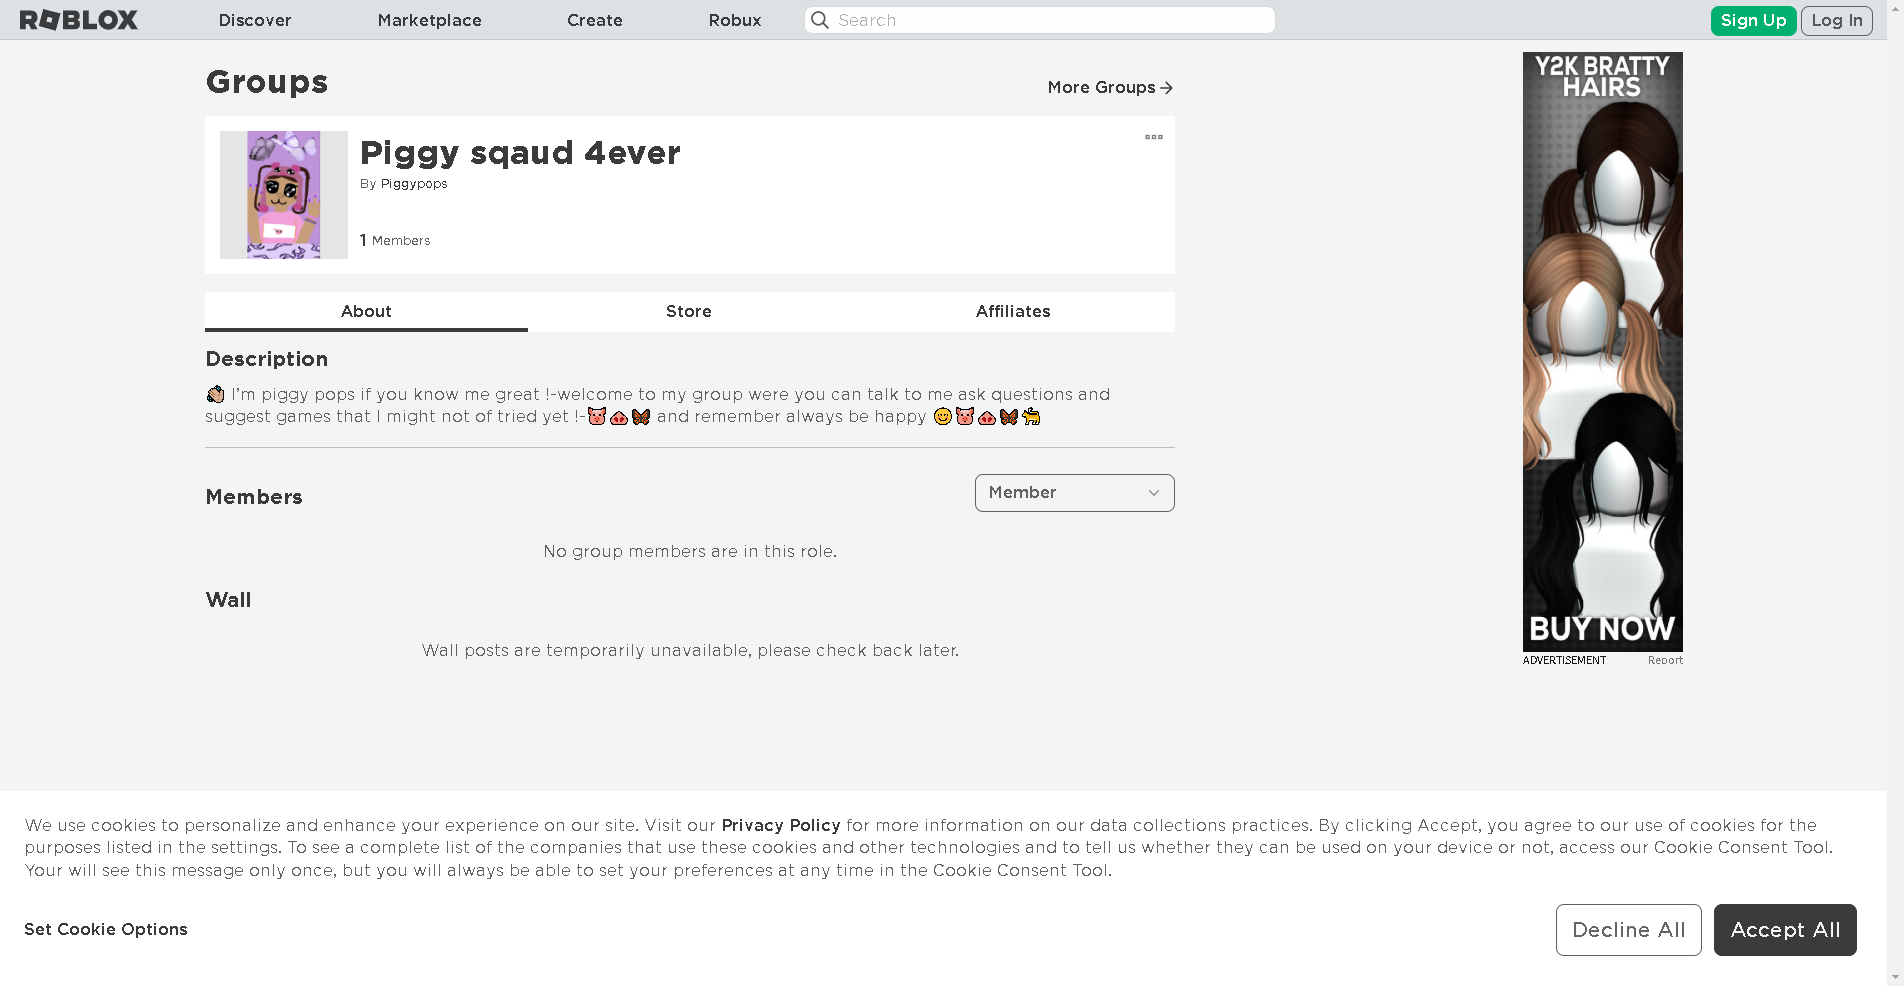 ROBLOX Discover Marketplace Create Robux Search Sign Up Log In
Groups
More Groups
Piggy sqaud 4ever
By Piggypops
1 Members
About Store Affiliates
Description
👏🏼 I'm piggy pops if you know me great !-welcome to my group were you can talk to me ask questions and
suggest games that I might not of tried yet !-🐷🐽🦋 and remember always be happy 😊🐷🐽🦋🐈
Members
Member
No group members are in this role.
Wall
Wall posts are temporarily unavailable, please check back later.
Y2K BRATTY
HAIRS
BUY NOW
ADVERTISEMENT Report
We use cookies to personalize and enhance your experience on our site. Visit our Privacy Policy for more information on our data collections practices. By clicking Accept, you agree to our use of cookies for the
purposes listed in the settings. To see a complete list of the companies that use these cookies and other technologies and to tell us whether they can be used on your device or not, access our Cookie Consent Tool.
Your will see this message only once, but you will always be able to set your preferences at any time in the Cookie Consent Tool.
Set Cookie Options
Decline All
Accept All